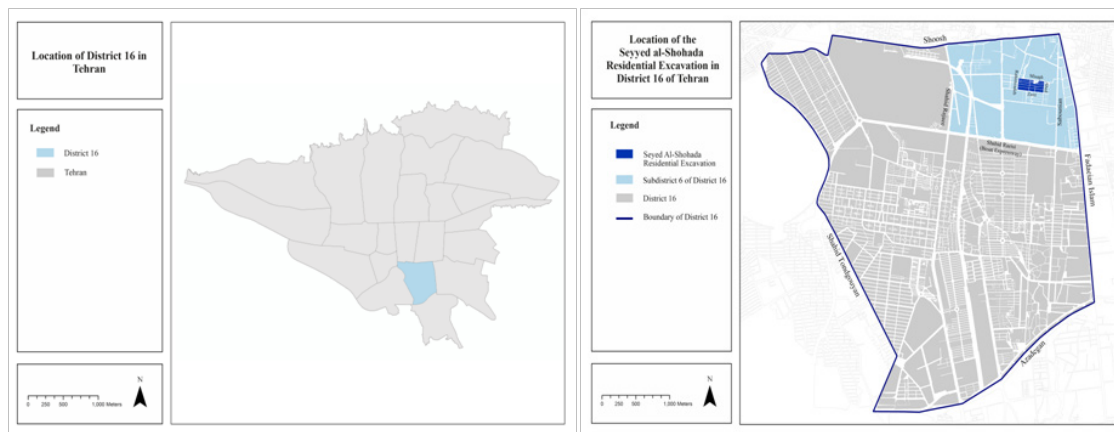 Location of District 16 in
Tehran
Legend
District 16
Tehran
N
0 250 500 1,000 Meters
Location of the
Seyyed al-Shohada
Residential Excavation in
District 16 of Tehran
Legend
Seyed Al-Shohada
Residential Excavation
Subdistrict 6 of District 16
District 16
Boundary of District 16
N
0 250 500 1,000 Meters
Shoosh
Shahid Rajaee
Fadaeian Islam
Shahid Tondgouyan
Azadegan